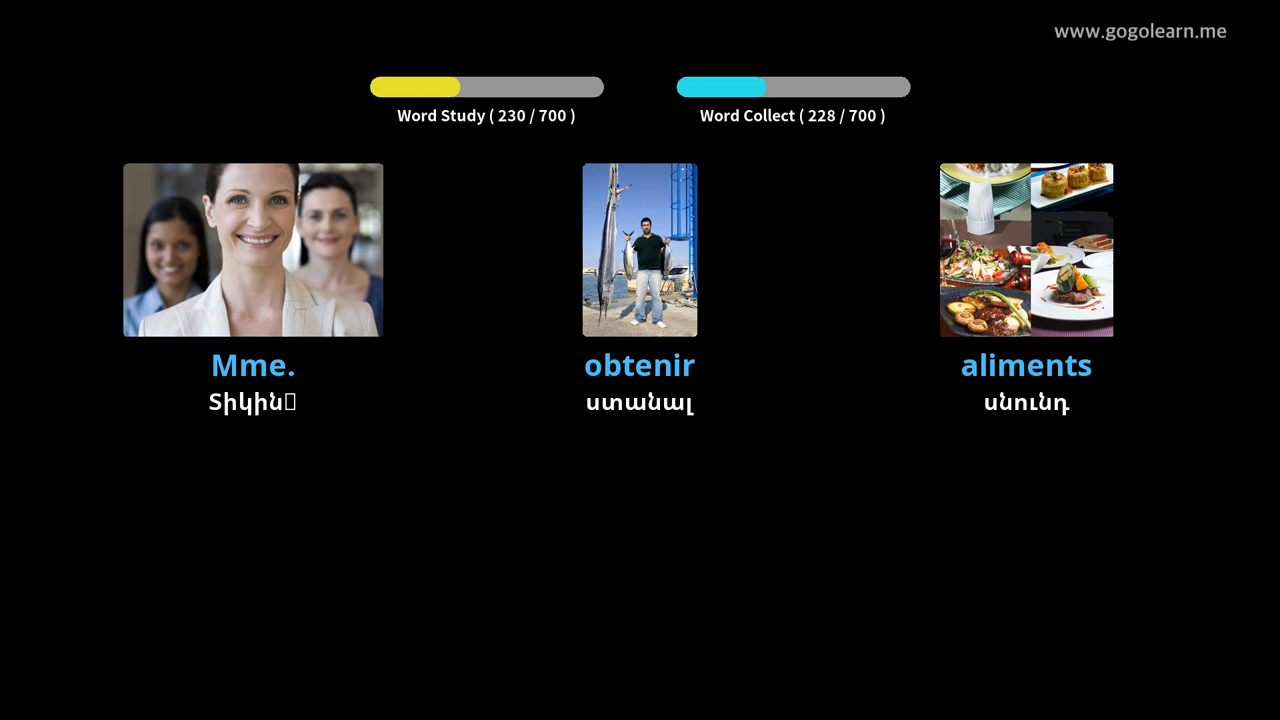 www.gogolearn.me
Word Study ( 230 / 700 )
Word Collect ( 228 / 700 )
Mme.
obtenir
aliments
Տիկին
ստանալ
սնունդ